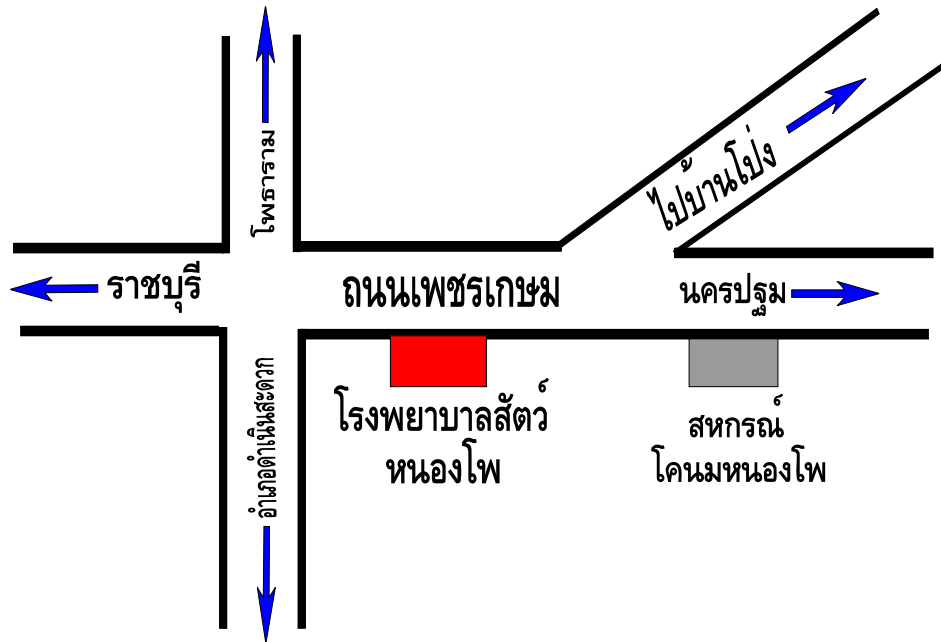 โพธาราม
ไปบ้านโป่ง
ราชบุรี
ถนนเพชรเกษม
นครปฐม
อำเภอดำเนินสะดวก
โรงพยาบาลสัตว์
หนองโพ
สหกรณ์
โคนมหนองโพ